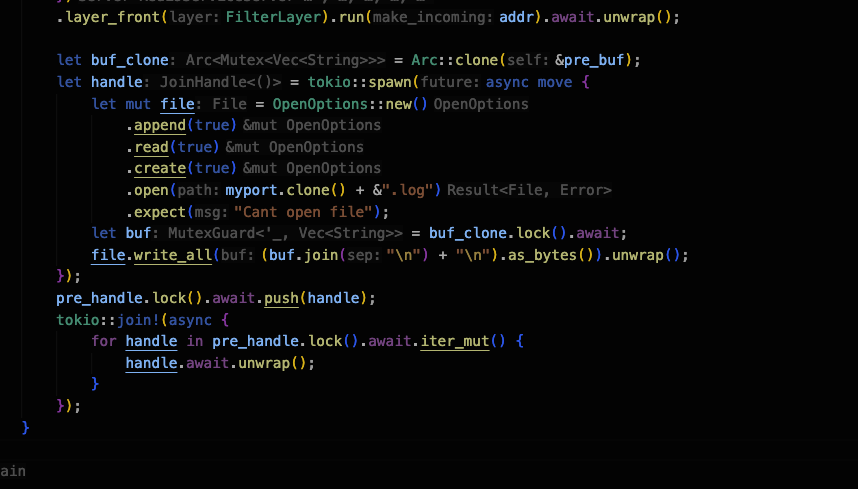 .layer_front(layer: FilterLayer).run(make_incoming: addr).await.unwrap();
let buf_clone: Arc<Mutex<Vec<String>>> = Arc::clone(self: &pre_buf);
let handle: JoinHandle<()> = tokio::spawn(future: async move {
let mut file: File = OpenOptions::new() OpenOptions
.append(true) &mut OpenOptions
.read(true) &mut OpenOptions
.create(true) &mut OpenOptions
.open(path: myport.clone() + &".log") Result<File, Error>
.expect(msg: "Cant open file");
let buf: MutexGuard<'_, Vec<String>> = buf_clone.lock().await;
file.write_all(buf: (buf.join(sep: "\n") + "\n").as_bytes()).unwrap();
});
pre_handle.lock().await.push(handle);
tokio::join!(async {
for handle in pre_handle.lock().await.iter_mut() {
handle.await.unwrap();
}
});
}
ain